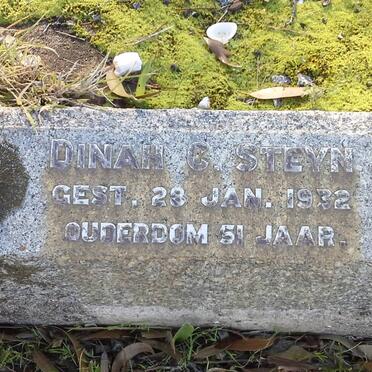 DINAH C. STEYN
GEST. 28 JAN. 1932
OUDERDOM 51 JAAR.